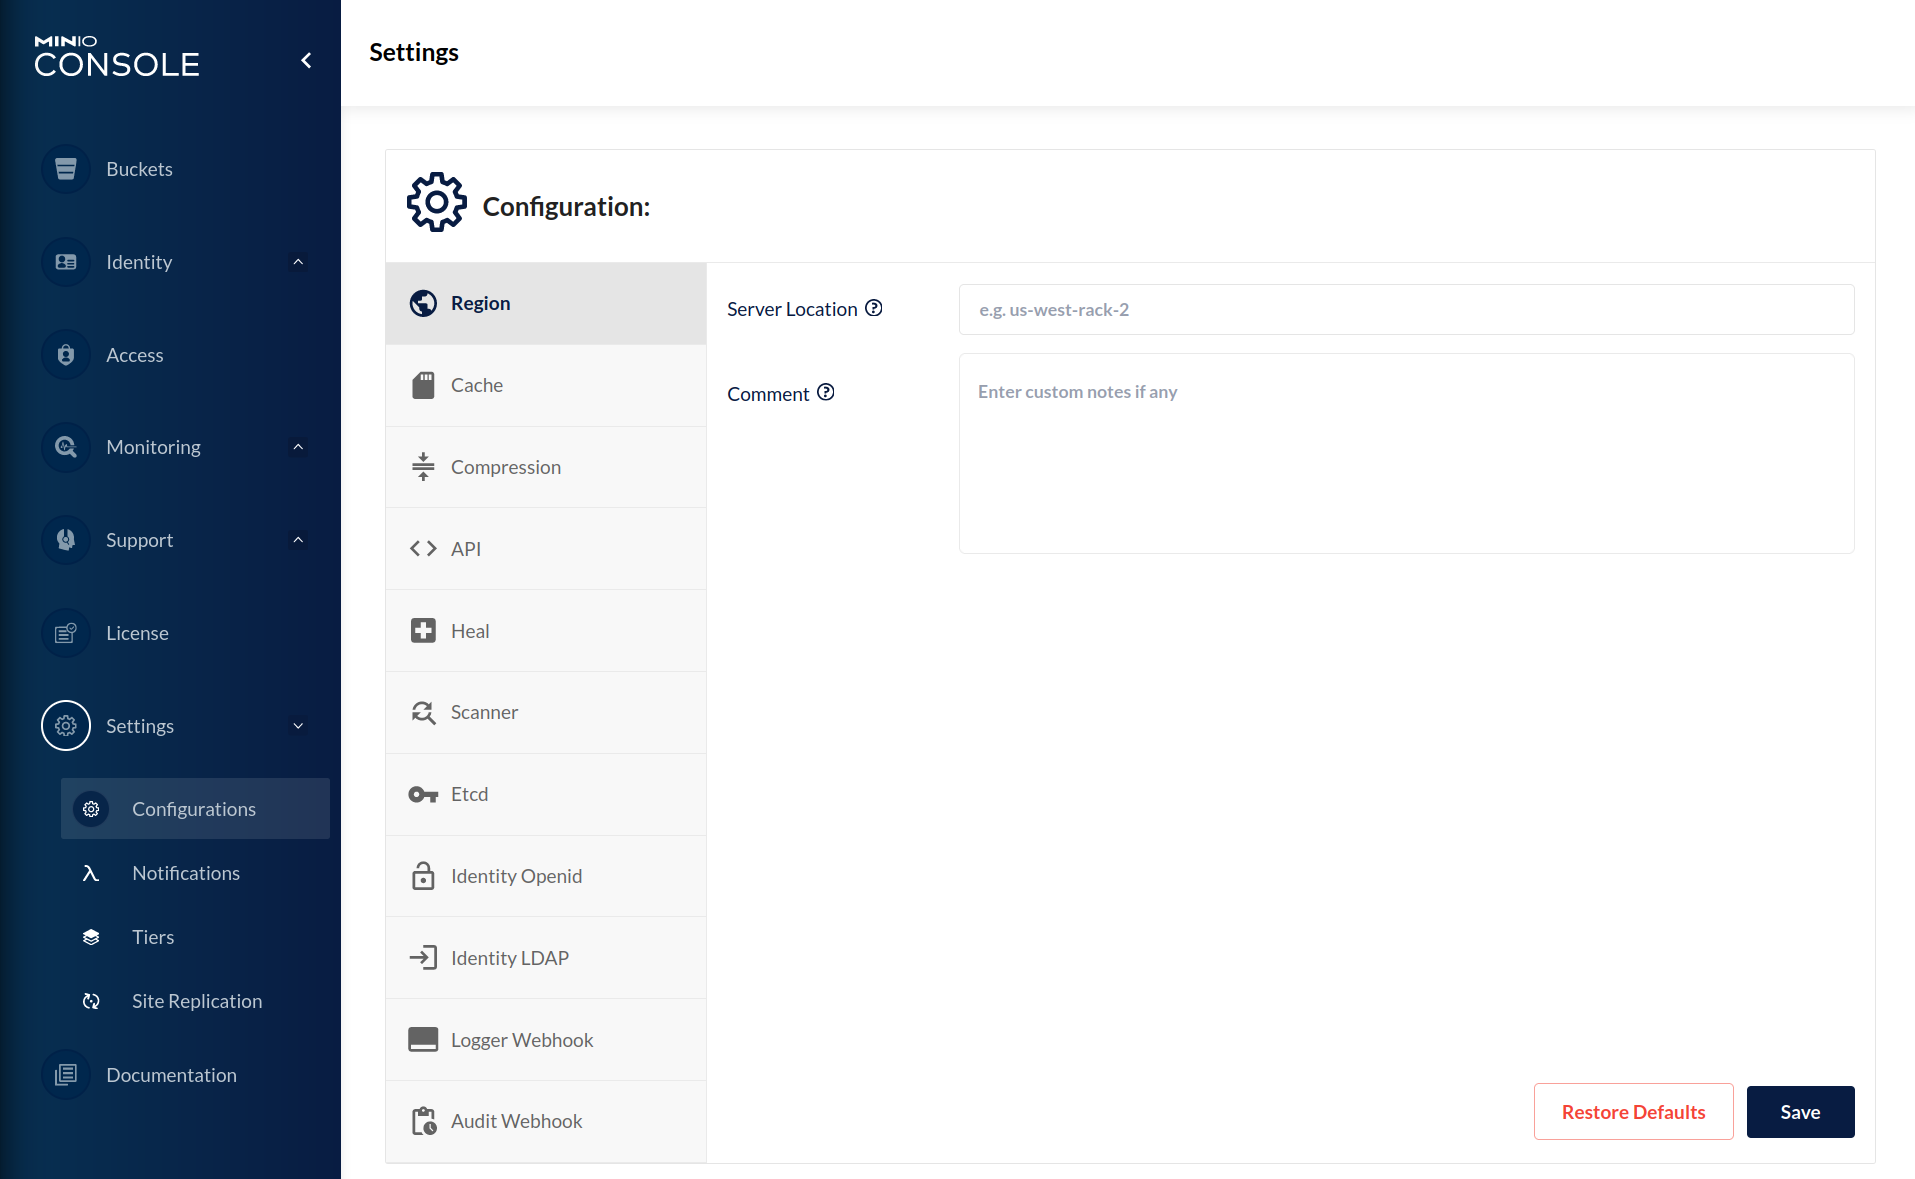 MINIO
CONSOLE
Buckets
Identity
Access
Monitoring
Support
License
Settings
Configurations
Notifications
Tiers
Site Replication
Documentation
Settings
Configuration:
Region
Cache
Compression
API
Heal
Scanner
Etcd
Identity Openid
Identity LDAP
Logger Webhook
Audit Webhook
Server Location
e.g. us-west-rack-2
Comment
Enter custom notes if any
Restore Defaults
Save